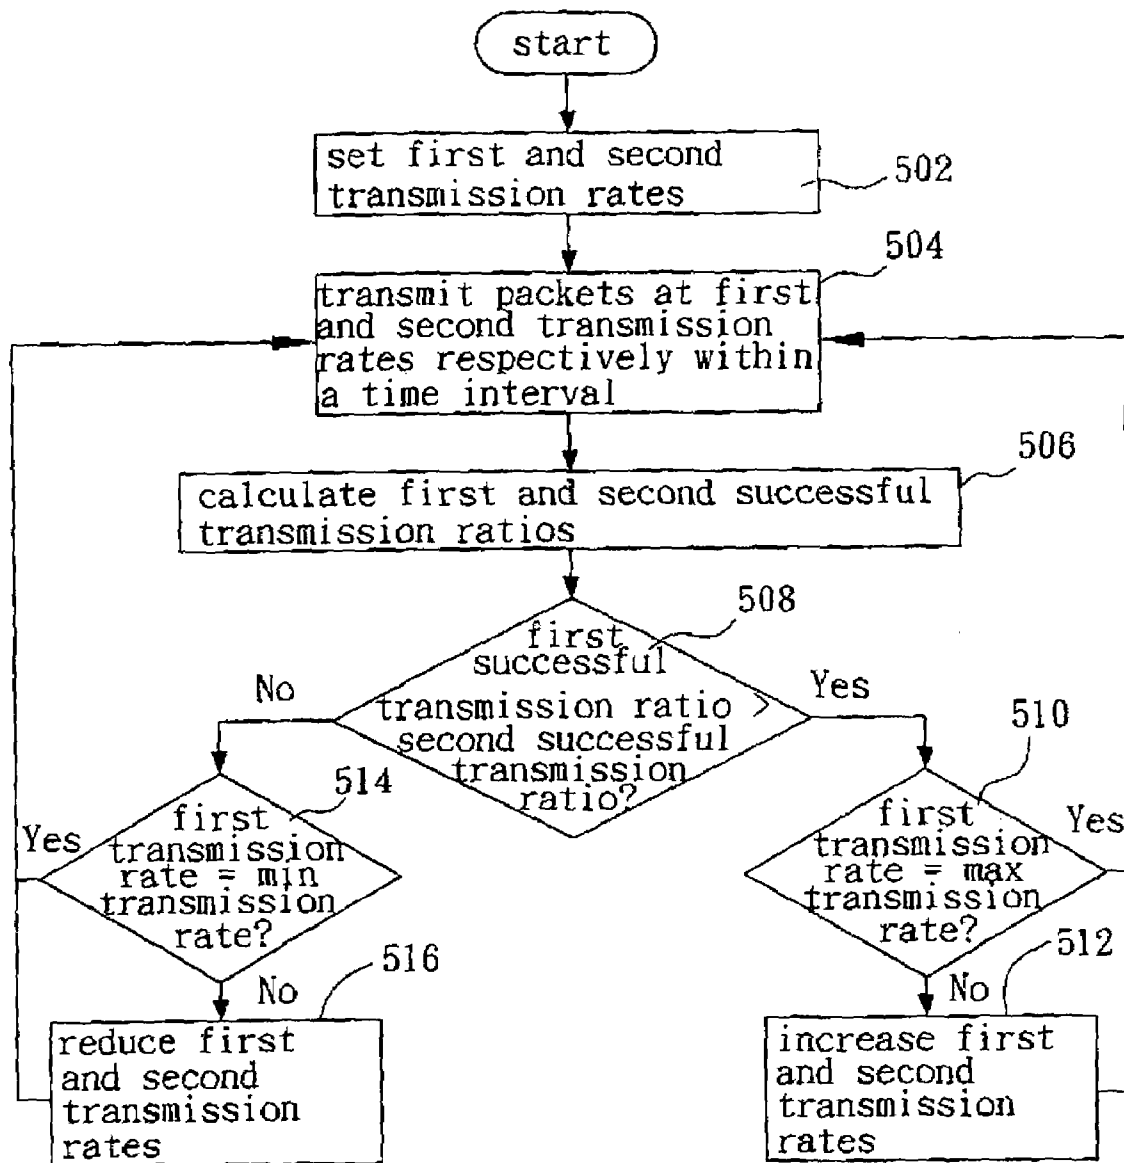 start
set first and second
transmission rates
502
504
transmit packets at first
and second transmission
rates respectively within
a time interval
506
calculate first and second successful
transmission ratios
508
first
successful
transmission ratio >
second successful
transmission
ratio?
No
Yes
514
first
transmission
rate = min
transmission
rate?
Yes
No
510
first
transmission
rate = max
transmission
rate?
Yes
No
516
reduce first
and second
transmission
rates
512
increase first
and second
transmission
rates